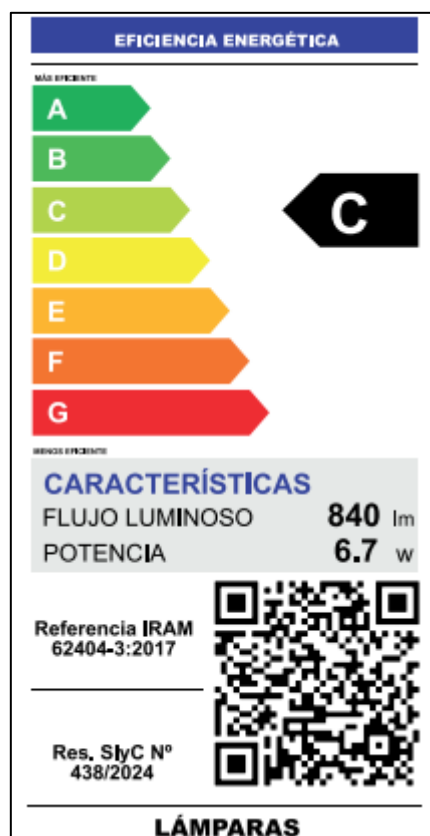 EFICIENCIA ENERGÉTICA
MÁS EFICIENTE
A
B
C
C
D
E
F
G
MENOS EFICIENTE
CARACTERÍSTICAS
FLUJO LUMINOSO 840 lm
POTENCIA 6.7 w
Referencia IRAM
62404-3:2017
Res. SIyC Nº
438/2024
LÁMPARAS